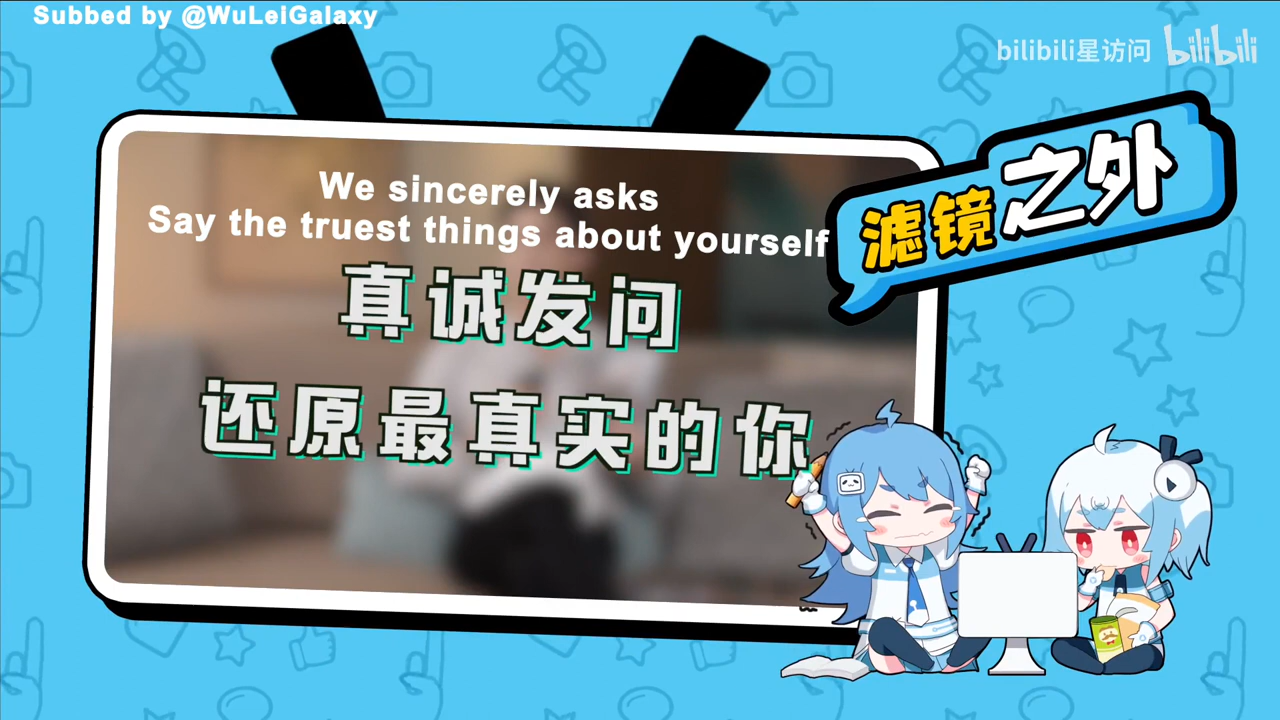 Subbed by @WuLeiGalaxy
bilibili星访问 bilibili
滤镜之外
We sincerely asks
Say the truest things about yourself
真诚发问
还原最真实的你